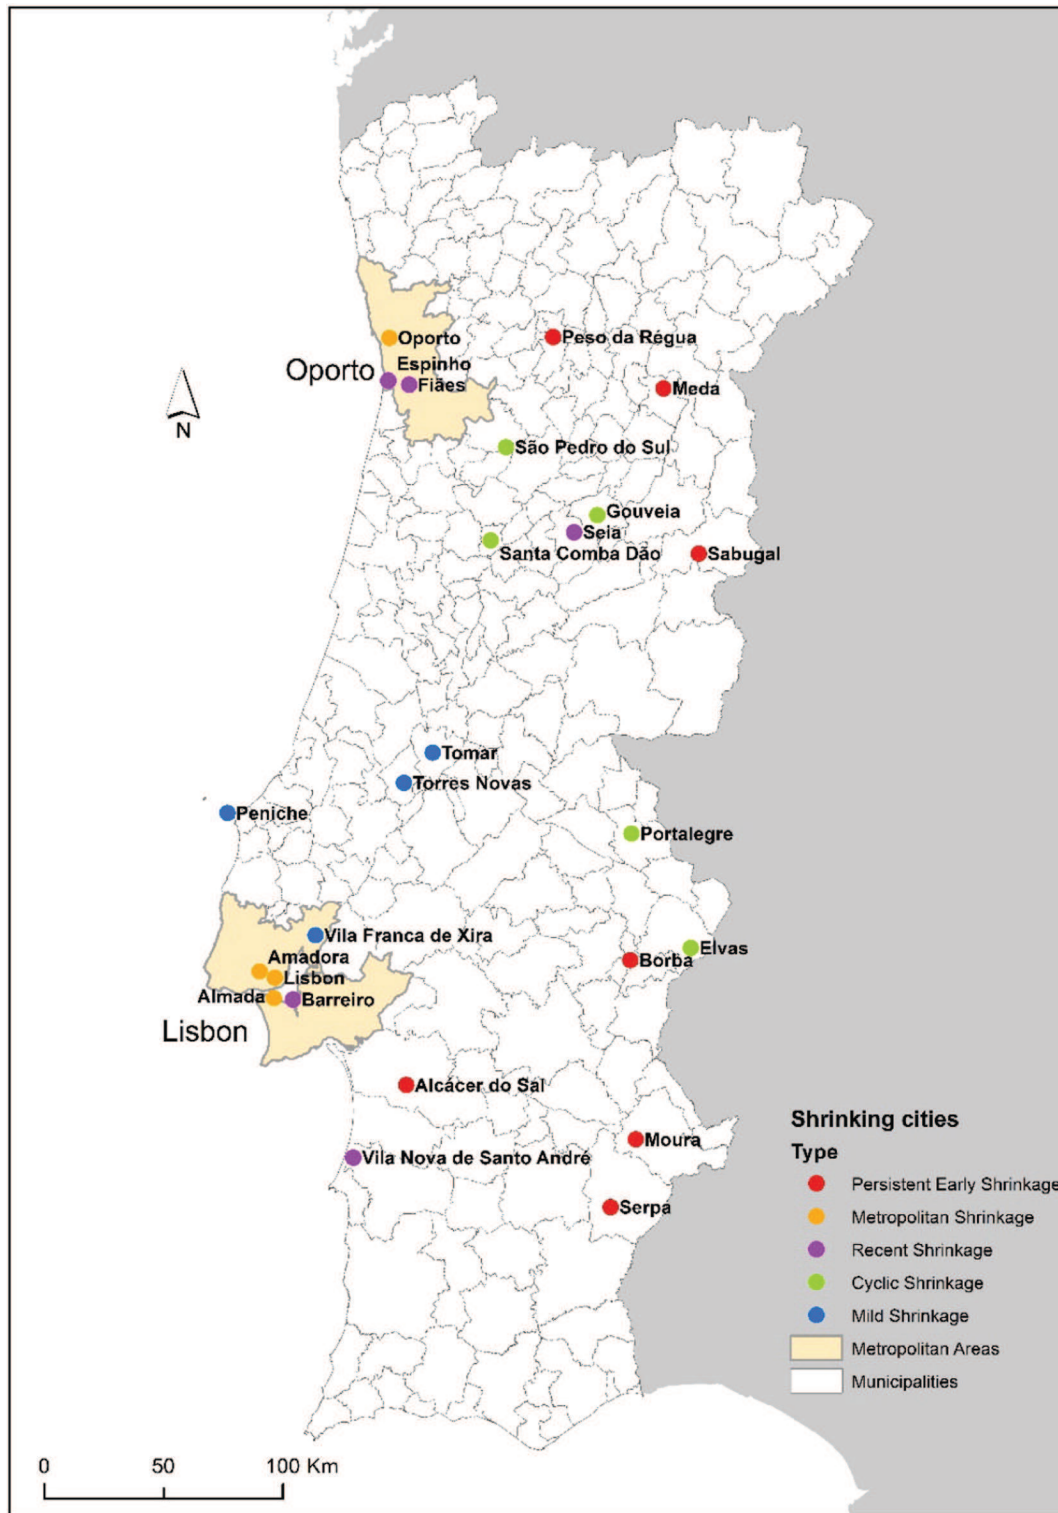 Oporto
Espinho
Fiães
Oporto
Peso da Régua
Meda
N
São Pedro do Sul
Gouveia
Seia
Santa Comba Dão
Sabugal
Tomar
Torres Novas
Peniche
Portalegre
Vila Franca de Xira
Elvas
Borba
Amadora
Lisbon
Almada
Barreiro
Lisbon
Alcácer do Sal
Moura
Vila Nova de Santo André
Serpa
Shrinking cities
Type
Persistent Early Shrinkage
Metropolitan Shrinkage
Recent Shrinkage
Cyclic Shrinkage
Mild Shrinkage
Metropolitan Areas
Municipalities
0 50 100 Km